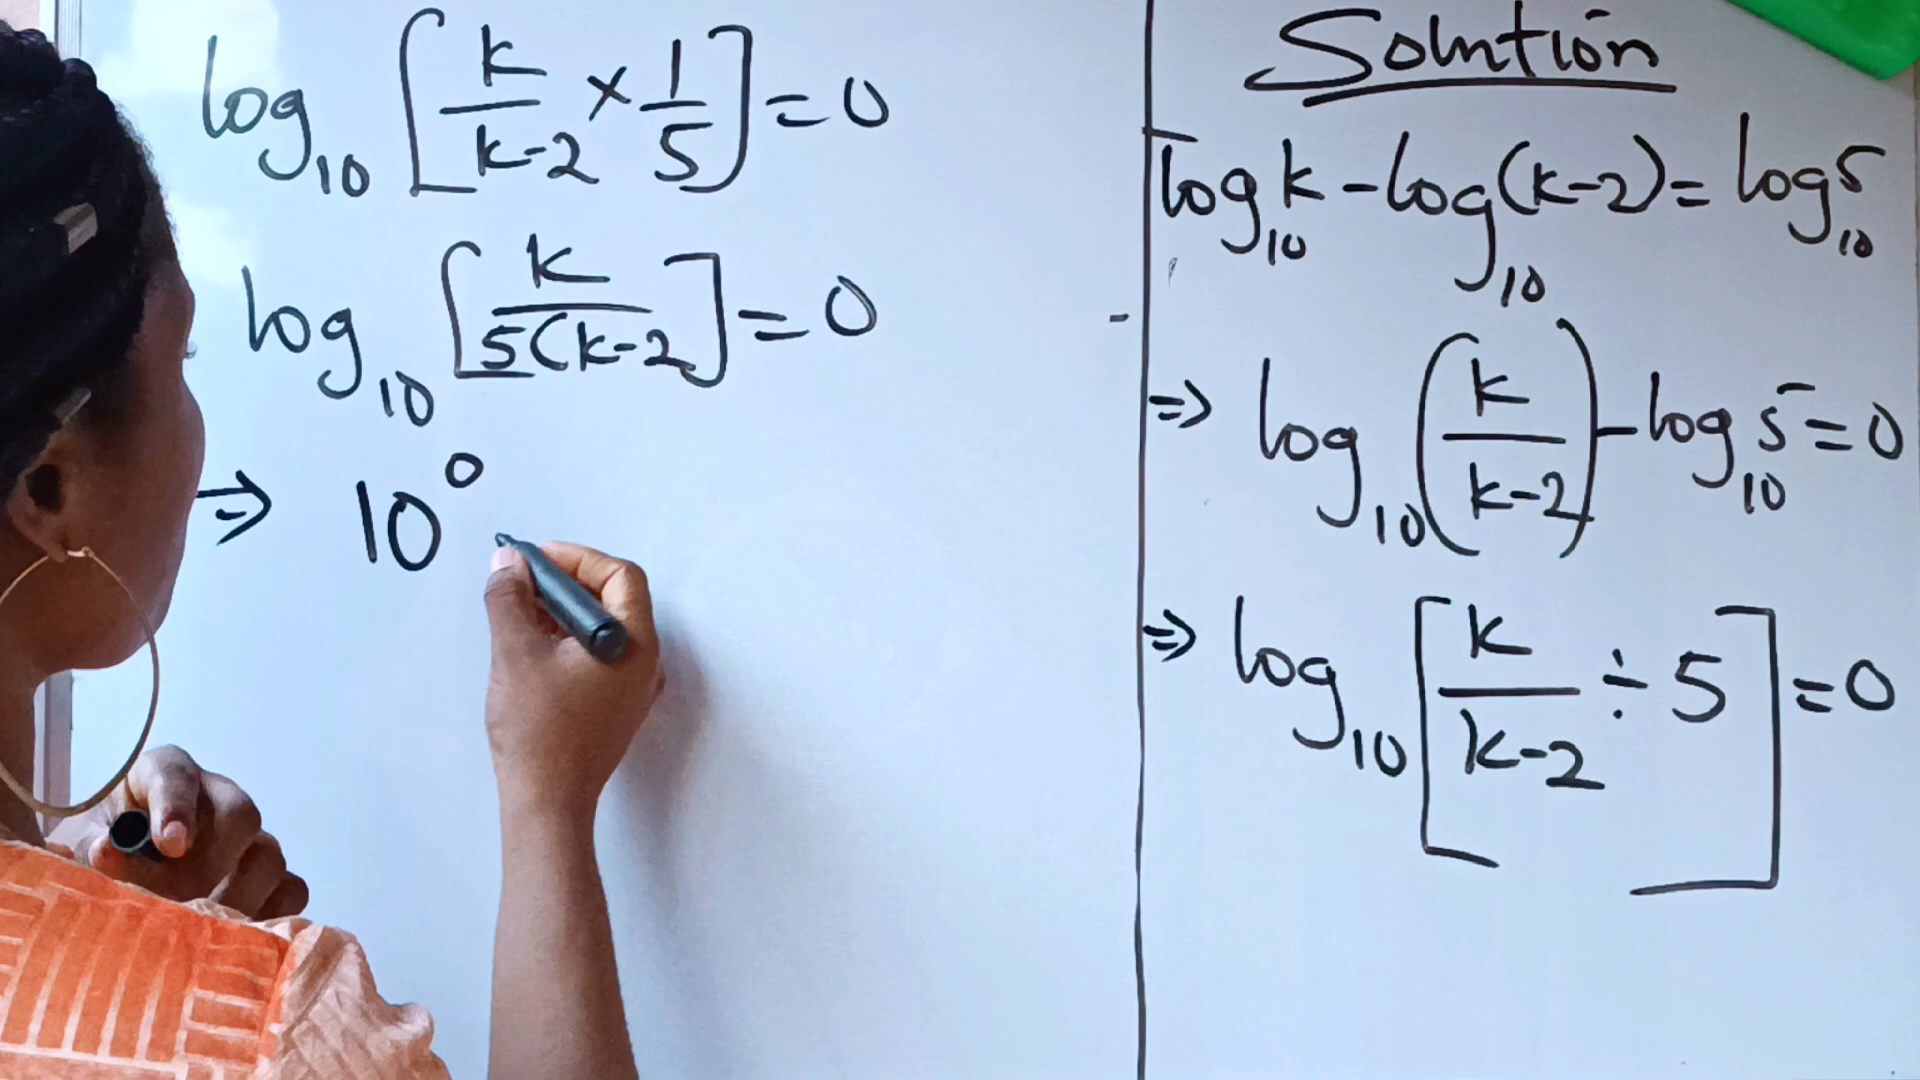 Solution
log₁₀k - log₁₀(k-2) = log₁₀5
⇒ log₁₀(k/k-2) - log₁₀5 = 0
⇒ log₁₀[k/k-2 ÷ 5] = 0
log₁₀[k/k-2 × 1/5] = 0
log₁₀[k/5(k-2] = 0
⇒ 10⁰